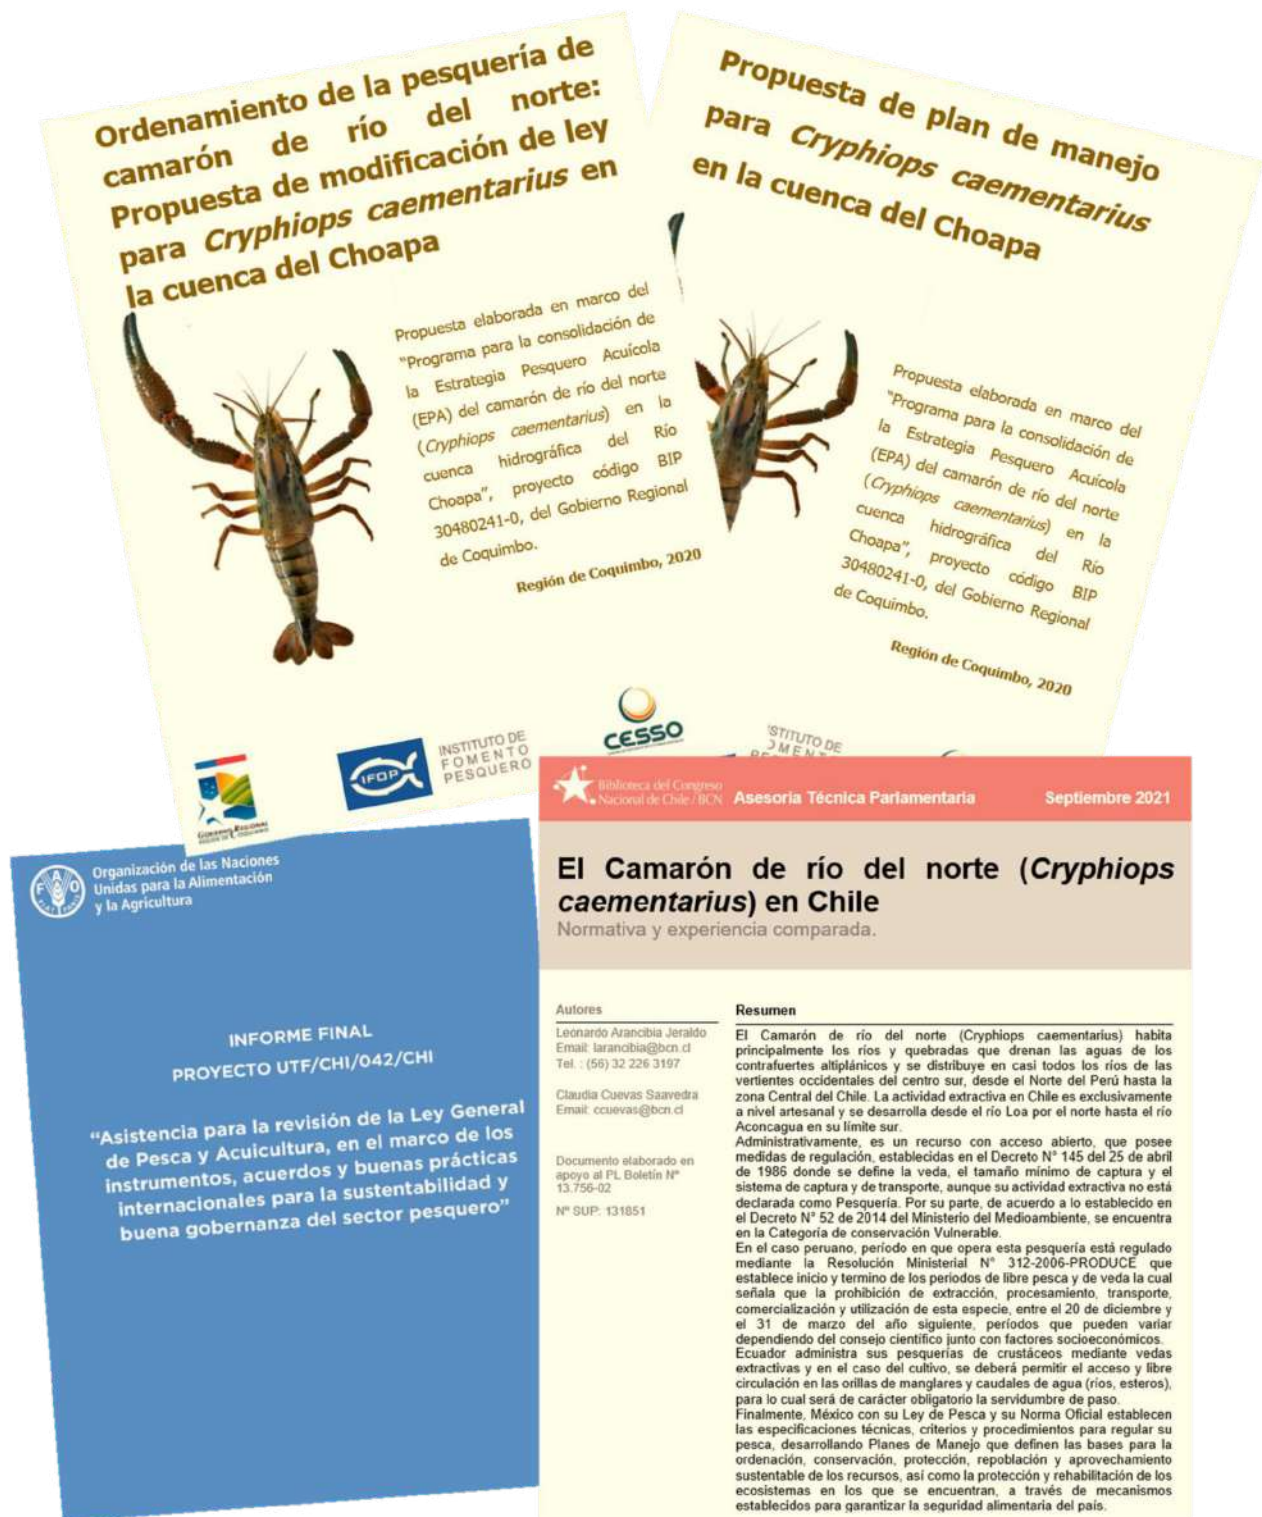 Ordenamiento de la pesquería de
camarón de río del norte:
Propuesta de modificación de ley
para Cryphiops caementarius en
la cuenca del Choapa
Propuesta elaborada en marco del
"Programa para la consolidación de
la Estrategia Pesquero Acuícola
(EPA) del camarón de río del norte
(Cryphiops caementarius) en la
cuenca hidrográfica del Río
Choapa", proyecto código BIP
30480241-0, del Gobierno Regional
de Coquimbo.
Región de Coquimbo, 2020
GOBIERNO REGIONAL
IFOP
INSTITUTO DE
FOMENTO
PESQUERO
CESSO
Propuesta de plan de manejo
para Cryphiops caementarius
en la cuenca del Choapa
Propuesta elaborada en marco del
"Programa para la consolidación de
la Estrategia Pesquero Acuícola
(EPA) del camarón de río del norte
(Cryphiops caementarius) en la
cuenca hidrográfica del Río
Choapa", proyecto código BIP
30480241-0, del Gobierno Regional
de Coquimbo.
Región de Coquimbo, 2020
STITUTO DE
FAO
FIAT PANIS
Organización de las Naciones
Unidas para la Alimentación
y la Agricultura
INFORME FINAL
PROYECTO UTF/CHI/042/CHI
"Asistencia para la revisión de la Ley General
de Pesca y Acuicultura, en el marco de los
instrumentos, acuerdos y buenas prácticas
internacionales para la sustentabilidad y
buena gobernanza del sector pesquero"
Biblioteca del Congreso
Nacional de Chile / BCN
Asesoría Técnica Parlamentaria
Septiembre 2021
El Camarón de río del norte (Cryphiops
caementarius) en Chile
Normativa y experiencia comparada.
Autores
Leonardo Arancibia Jeraldo
Email: larancibia@bcn.cl
Tel. : (56) 32 226 3197
Claudia Cuevas Saavedra
Email: ccuevas@bcn.cl
Documento elaborado en
apoyo al PL Boletín N°
13.756-02
N° SUP: 131851
Resumen
El Camarón de río del norte (Cryphiops caementarius) habita
principalmente los ríos y quebradas que drenan las aguas de los
contrafuertes altiplánicos y se distribuye en casi todos los ríos de las
vertientes occidentales del centro sur, desde el Norte del Perú hasta la
zona Central del Chile. La actividad extractiva en Chile es exclusivamente
a nivel artesanal y se desarrolla desde el río Loa por el norte hasta el río
Aconcagua en su límite sur.
Administrativamente, es un recurso con acceso abierto, que posee
medidas de regulación, establecidas en el Decreto N° 145 del 25 de abril
de 1986 donde se define la veda, el tamaño mínimo de captura y el
sistema de captura y de transporte, aunque su actividad extractiva no está
declarada como Pesquería. Por su parte, de acuerdo a lo establecido en
el Decreto N° 52 de 2014 del Ministerio del Medioambiente, se encuentra
en la Categoría de conservación Vulnerable.
En el caso peruano, período en que opera esta pesquería está regulado
mediante la Resolución Ministerial N° 312-2006-PRODUCE que
establece inicio y termino de los periodos de libre pesca y de veda la cual
señala que la prohibición de extracción, procesamiento, transporte,
comercialización y utilización de esta especie, entre el 20 de diciembre y
el 31 de marzo del año siguiente, períodos que pueden variar
dependiendo del consejo científico junto con factores socioeconómicos.
Ecuador administra sus pesquerías de crustáceos mediante vedas
extractivas y en el caso del cultivo, se deberá permitir el acceso y libre
circulación en las orillas de manglares y caudales de agua (ríos, esteros),
para lo cual será de carácter obligatorio la servidumbre de paso.
Finalmente, México con su Ley de Pesca y su Norma Oficial establecen
las especificaciones técnicas, criterios y procedimientos para regular su
pesca, desarrollando Planes de Manejo que definen las bases para la
ordenación, conservación, protección, repoblación y aprovechamiento
sustentable de los recursos, así como la protección y rehabilitación de los
ecosistemas en los que se encuentran, a través de mecanismos
establecidos para garantizar la seguridad alimentaria del país.